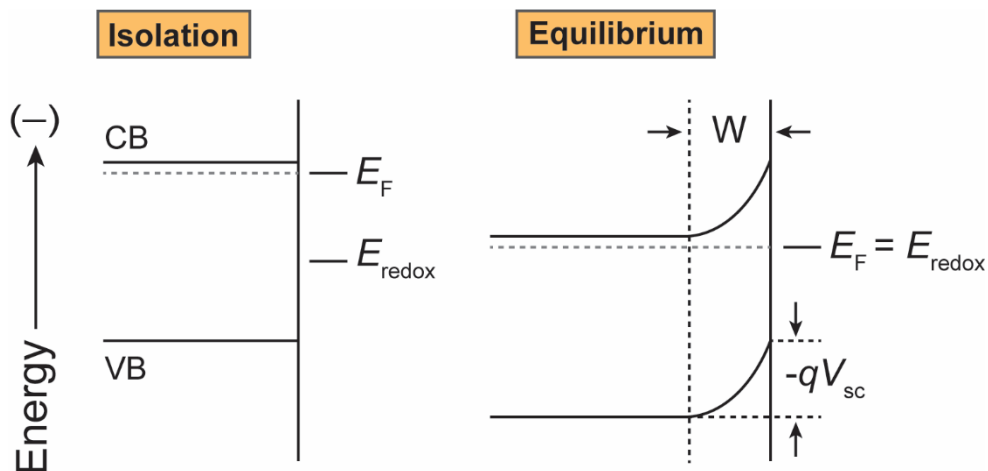 Isolation
Equilibrium
(–)
CB
W
E_F
E_redox
E_F = E_redox
VB
-qV_sc
Energy